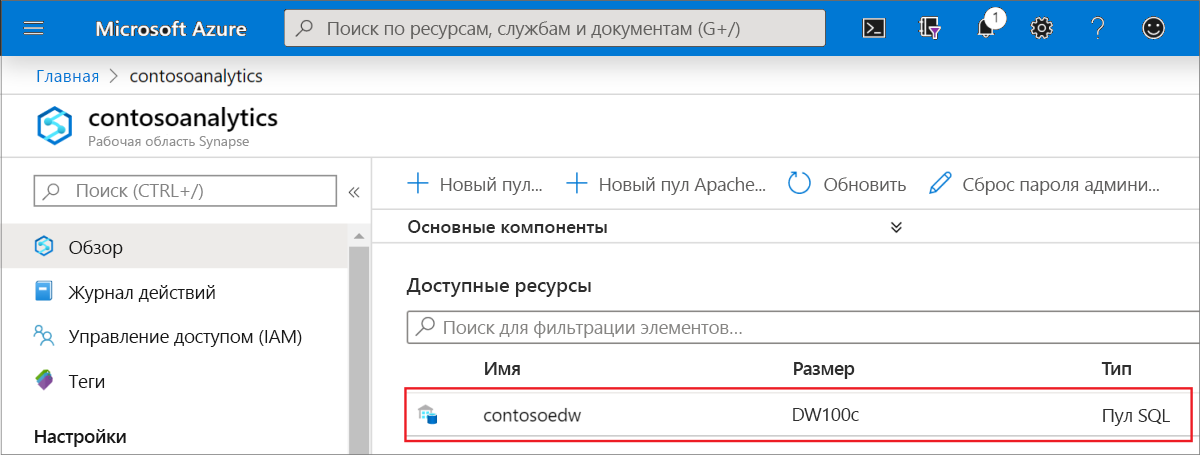 Microsoft Azure
Поиск по ресурсам, службам и документам (G+/)
1
Главная > contosoanalytics
contosoanalytics
Рабочая область Synapse
Поиск (CTRL+/)
«
+ Новый пул...
+ Новый пул Apache...
Обновить
Сброс пароля админи...
Основные компоненты
Обзор
Журнал действий
Управление доступом (IAM)
Теги
Настройки
Доступные ресурсы
Поиск для фильтрации элементов...
Имя Размер Тип
contosoedw DW100c Пул SQL